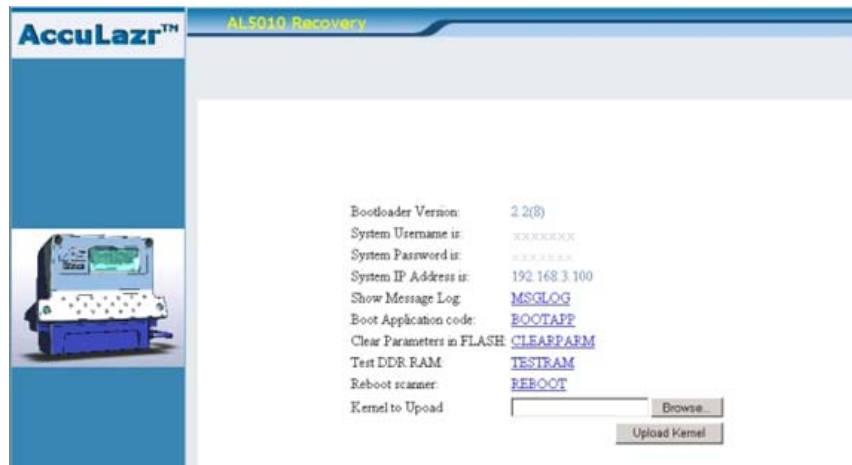 AccuLazr™
AL5010 Recovery
Bootloader Version: 2.2(8)
System Username is: xxxxxxx
System Password is: xxxxxxx
System IP Address is: 192.168.3.100
Show Message Log: MSGLOG
Boot Application code: BOOTAPP
Clear Parameters in FLASH: CLEARPARM
Test DDR RAM: TESTRAM
Reboot scanner: REBOOT
Kernel to Upoad Browse...
Upload Kernel